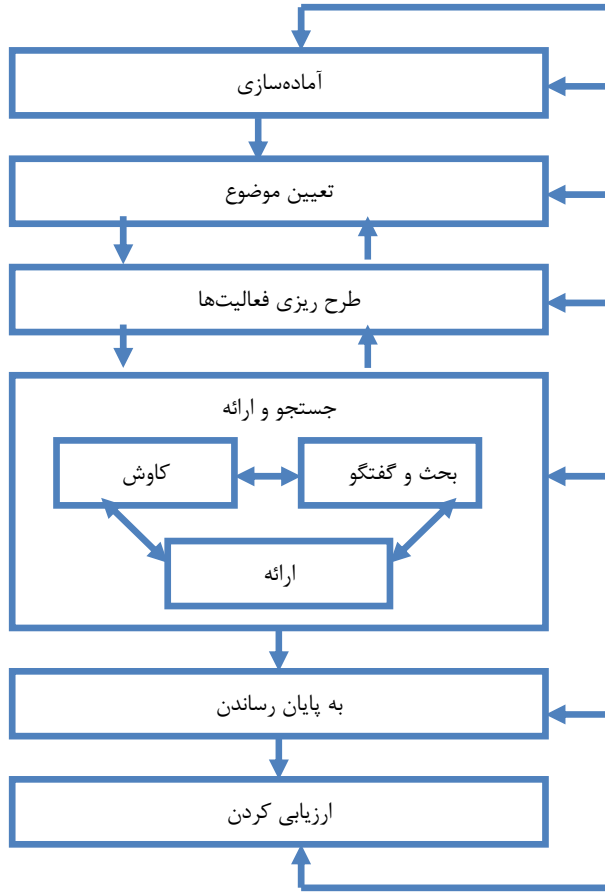 آماده‌سازی
تعیین موضوع
طرح ریزی فعالیت‌ها
جستجو و ارائه
بحث و گفتگو
کاوش
ارائه
به پایان رساندن
ارزیابی کردن